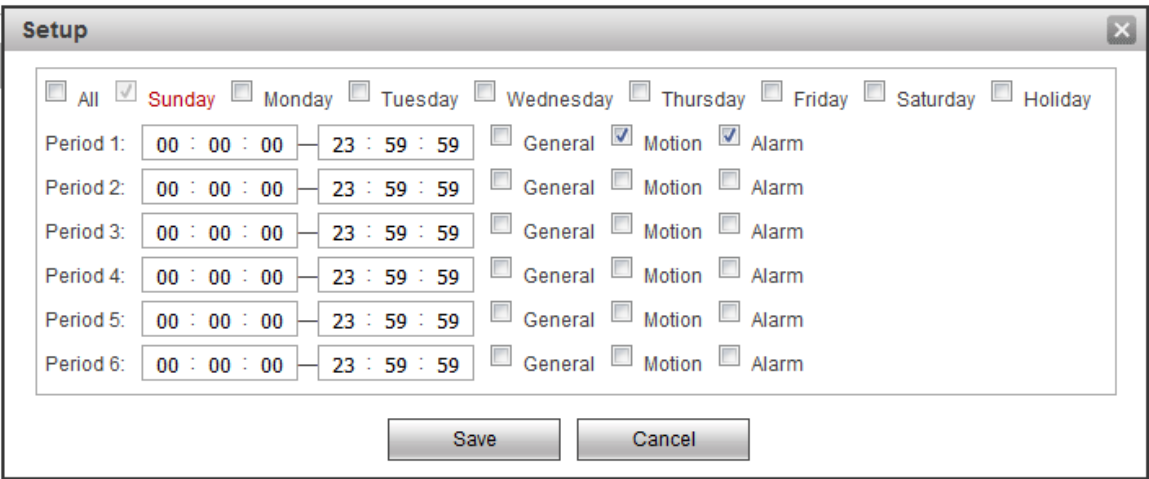 Setup
All Sunday Monday Tuesday Wednesday Thursday Friday Saturday Holiday
Period 1: 00 : 00 : 00 — 23 : 59 : 59 General Motion Alarm
Period 2: 00 : 00 : 00 — 23 : 59 : 59 General Motion Alarm
Period 3: 00 : 00 : 00 — 23 : 59 : 59 General Motion Alarm
Period 4: 00 : 00 : 00 — 23 : 59 : 59 General Motion Alarm
Period 5: 00 : 00 : 00 — 23 : 59 : 59 General Motion Alarm
Period 6: 00 : 00 : 00 — 23 : 59 : 59 General Motion Alarm
Save Cancel